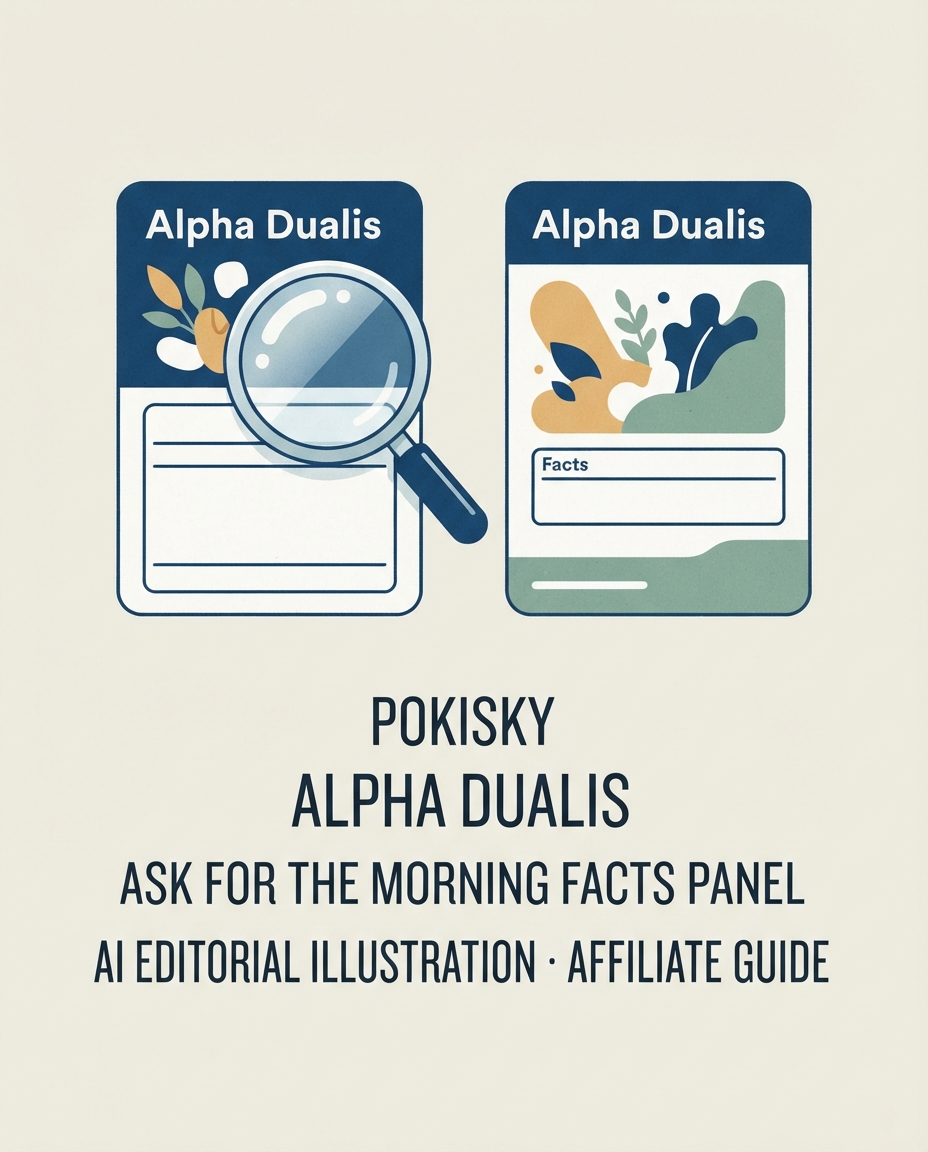 Alpha Dualis
Alpha Dualis
Facts
POKISKY
ALPHA DUALIS
ASK FOR THE MORNING FACTS PANEL
AI EDITORIAL ILLUSTRATION · AFFILIATE GUIDE